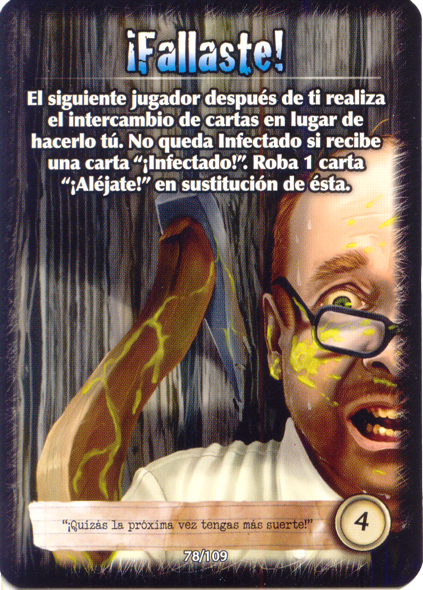 ¡Fallaste!
El siguiente jugador después de ti realiza
el intercambio de cartas en lugar de
hacerlo tú. No queda Infectado si recibe
una carta “¡Infectado!”. Roba 1 carta
“¡Aléjate!” en sustitución de ésta.
“¡Quizás la próxima vez tengas más suerte!”
4
78/109